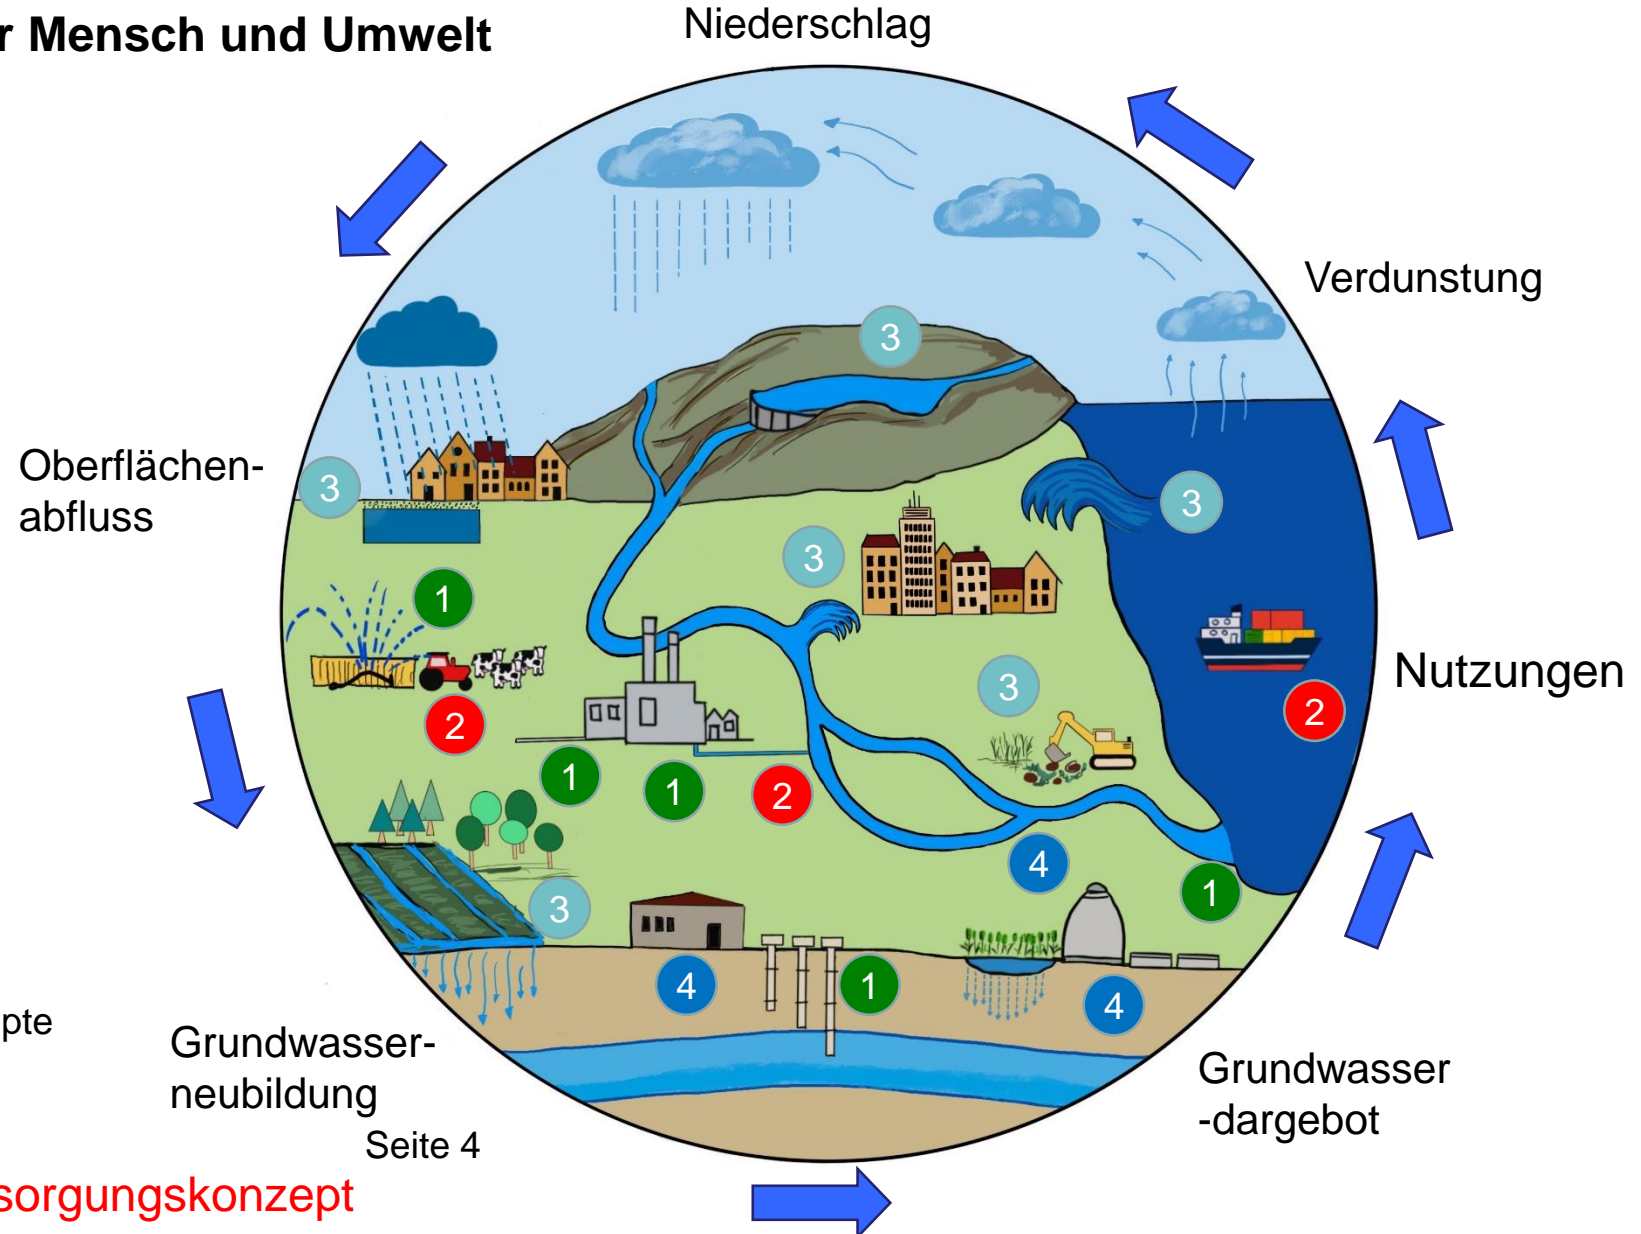 r Mensch und Umwelt
Niederschlag
Verdunstung
3
Oberflächen-
abfluss
3
3
3
1
Nutzungen
3
2
2
1
1
2
4
1
3
4
1
4
pte
Grundwasser-
neubildung
Grundwasser
-dargebot
Seite 4
sorgungskonzept